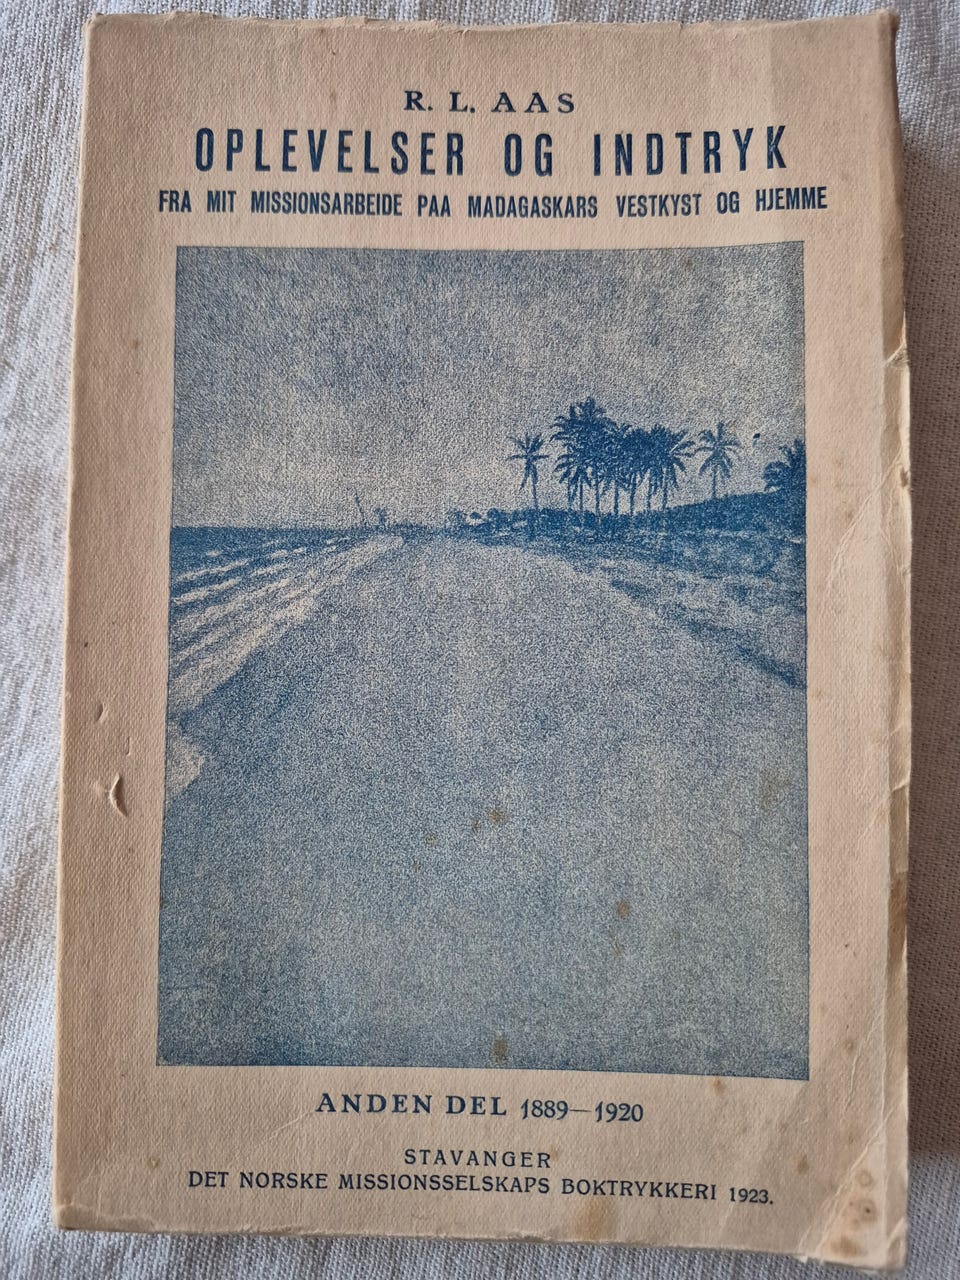 R. L. AAS
OPLEVELSER OG INDTRYK
FRA MIT MISSIONSARBEIDE PAA MADAGASKARS VESTKYST OG HJEMME
ANDEN DEL 1889—1920
STAVANGER
DET NORSKE MISSIONSSELSKAPS BOKTRYKKERI 1923.